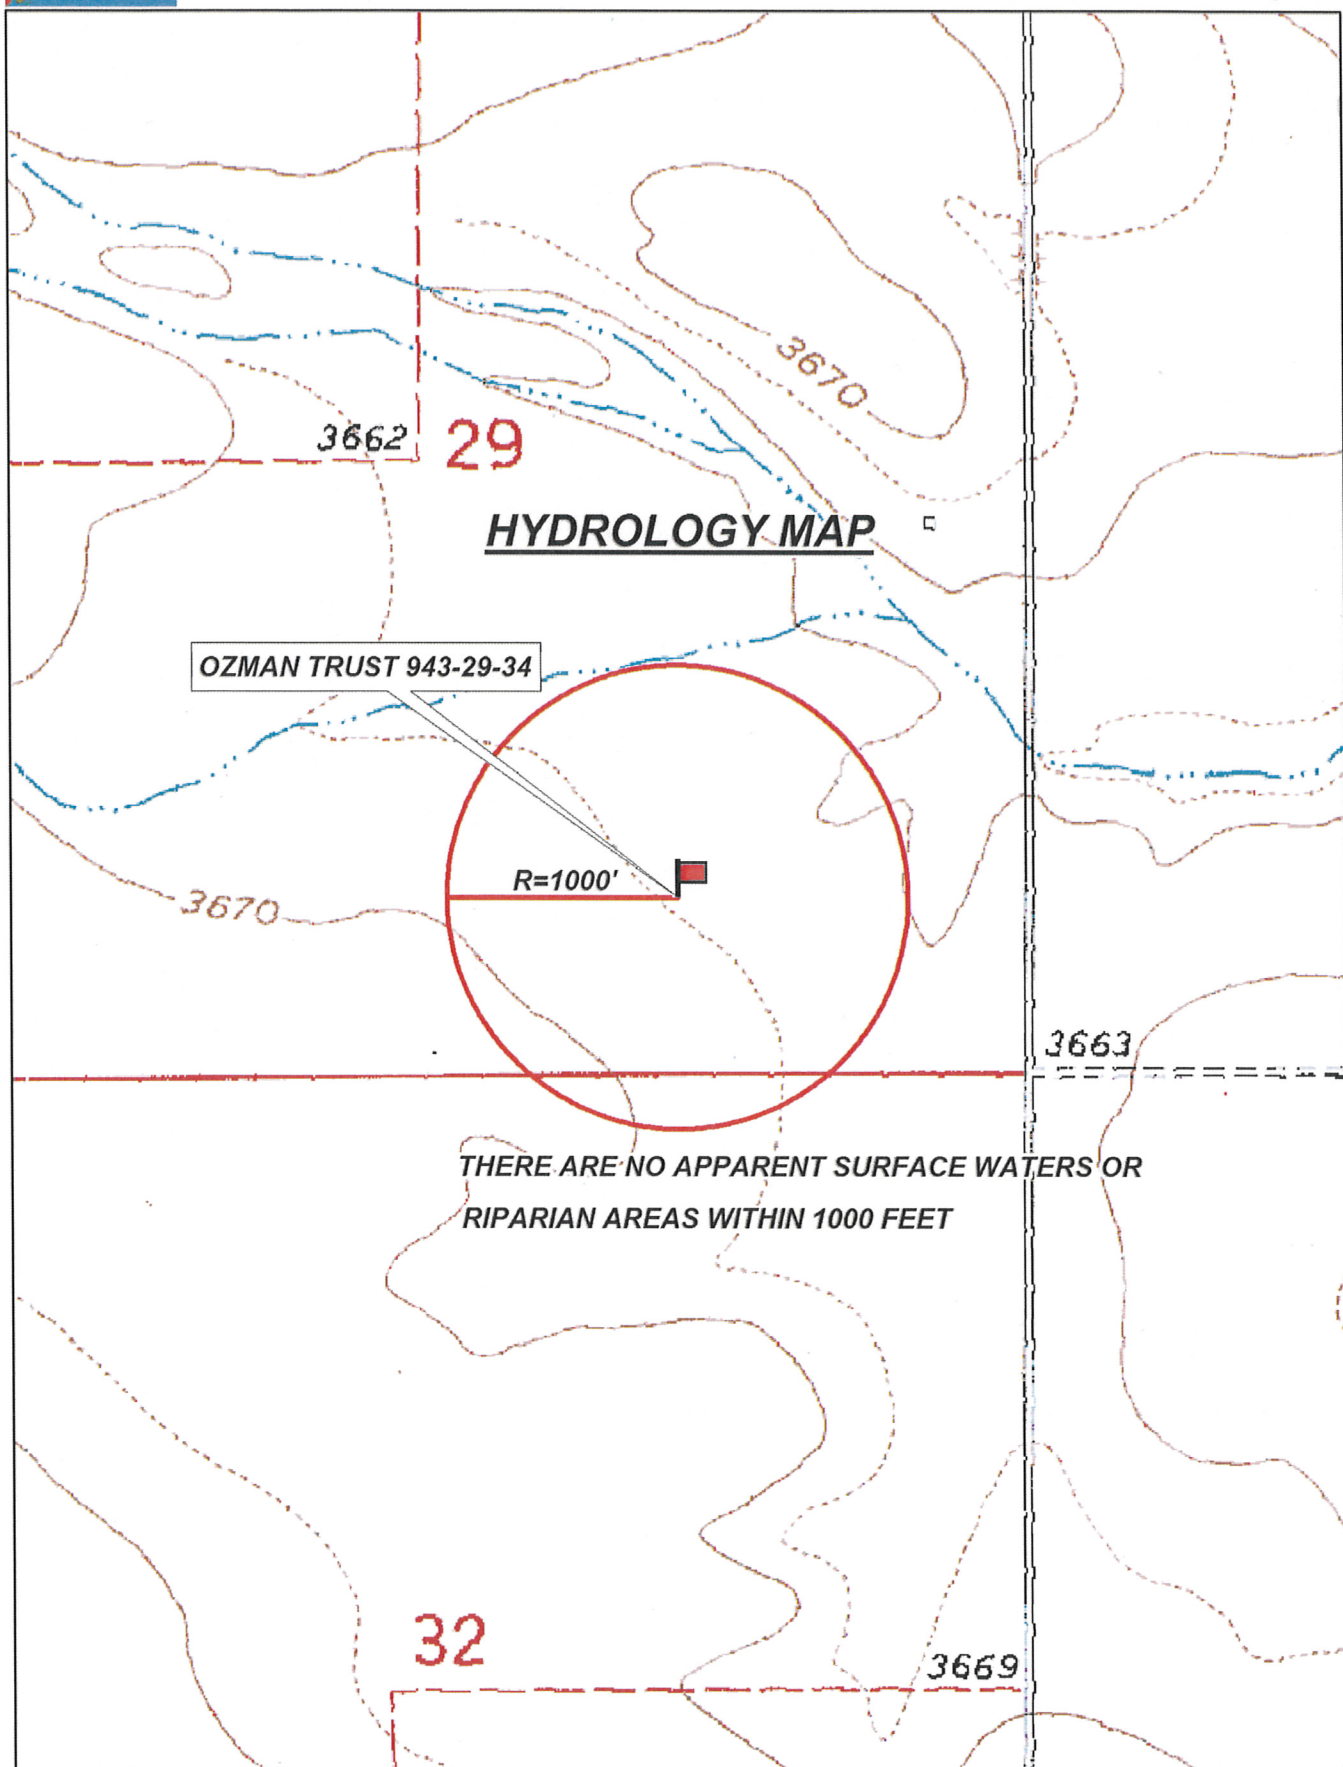 3670
3662
29
HYDROLOGY MAP
OZMAN TRUST 943-29-34
R=1000'
3670
3663
THERE ARE NO APPARENT SURFACE WATERS OR
RIPARIAN AREAS WITHIN 1000 FEET
32
3669